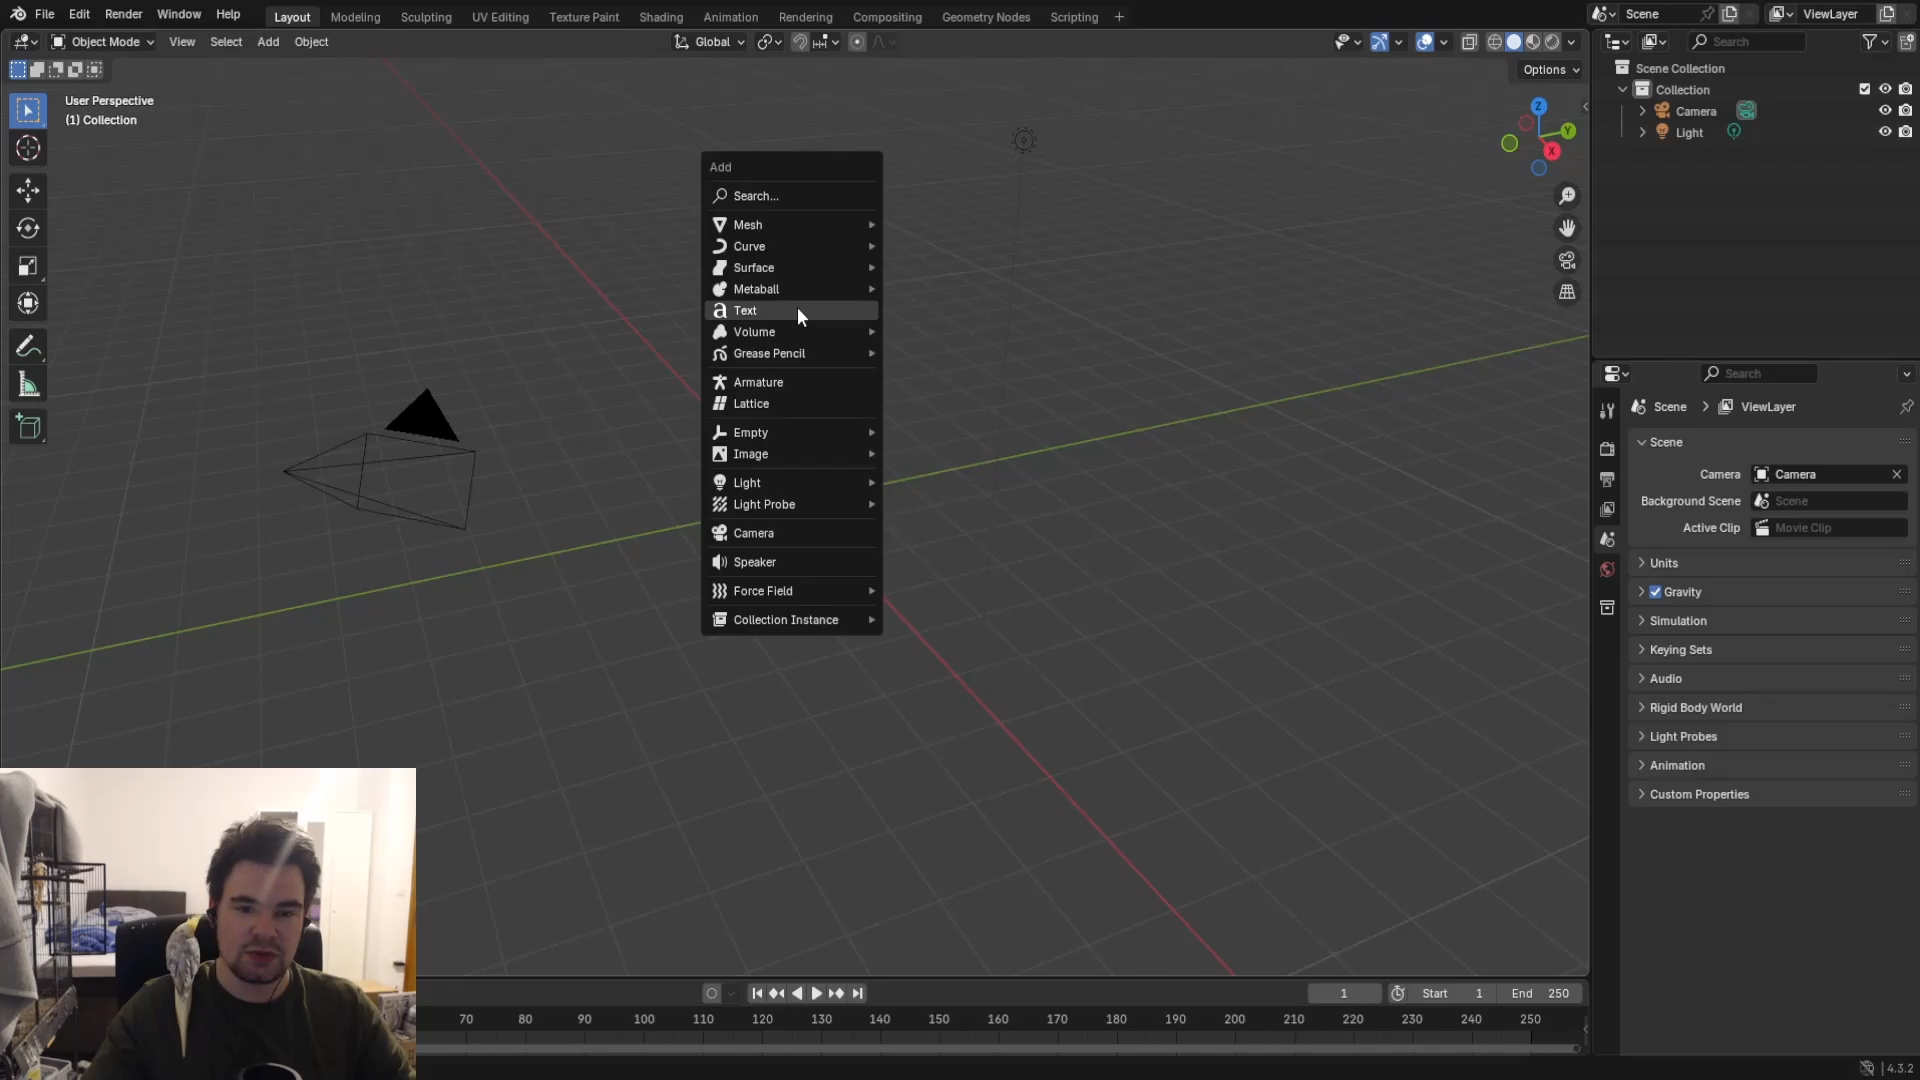 File Edit Render Window Help Layout Modeling Sculpting UV Editing Texture Paint Shading Animation Rendering Compositing Geometry Nodes Scripting + Scene ViewLayer
Object Mode View Select Add Object Global Search
Options
User Perspective
(1) Collection
Z
Y
X
Scene Collection
Collection
Camera
Light
Add
Search...
Mesh
Curve
Surface
Metaball
Text
Volume
Grease Pencil
Armature
Lattice
Empty
Image
Light
Light Probe
Camera
Speaker
Force Field
Collection Instance
Search
Scene ViewLayer
Scene
Camera Camera
Background Scene Scene
Active Clip Movie Clip
Units
Gravity
Simulation
Keying Sets
Audio
Rigid Body World
Light Probes
Animation
Custom Properties
1 Start 1 End 250
70 80 90 100 110 120 130 140 150 160 170 180 190 200 210 220 230 240 250
4.3.2